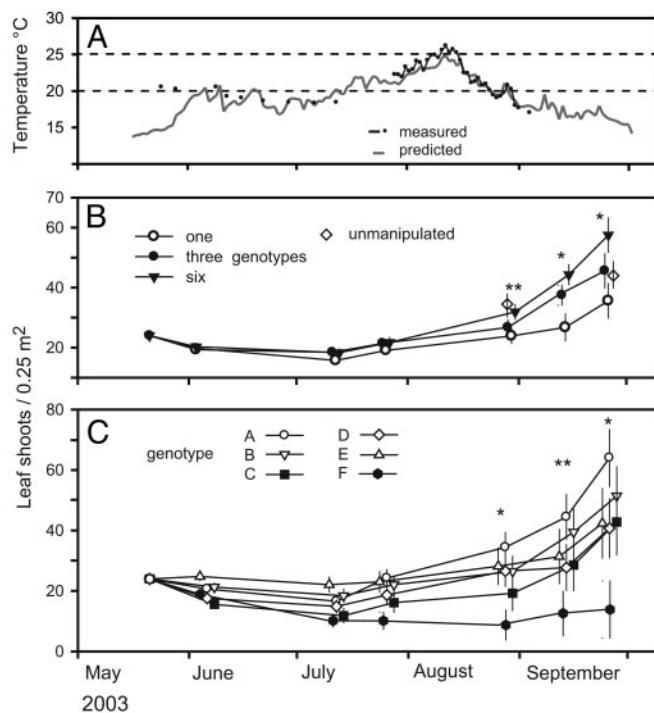 A
30
25
20
15
Temperature °C
measured
predicted
B
70
60
40
20
one
three genotypes
six
unmanipulated
**
*
*
Leaf shoots / 0.25 m²
C
80
60
40
20
0
genotype
A
B
C
D
E
F
*
**
*
May
June
July
August
September
2003